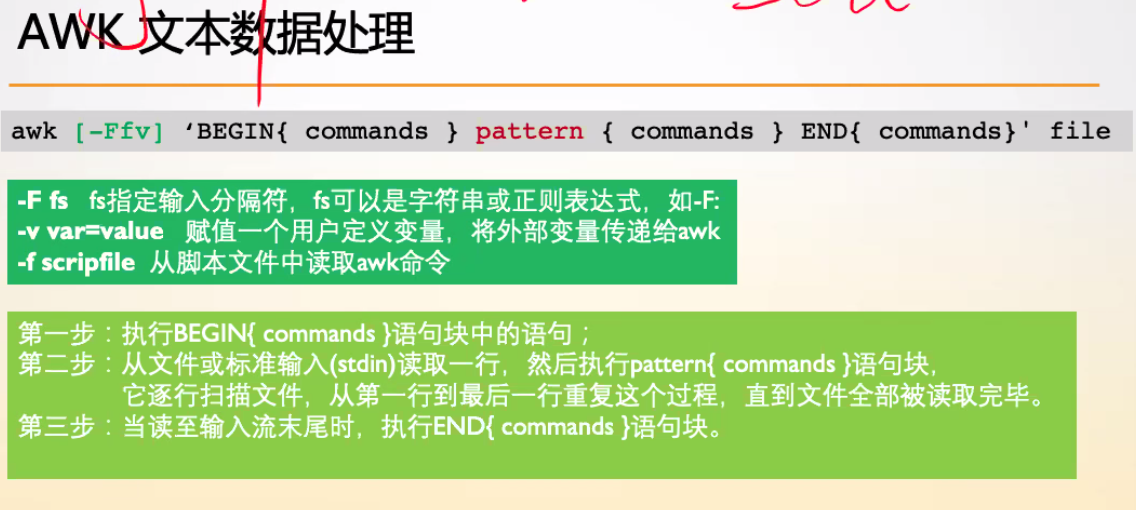 AWK 文本数据处理
awk [-Ffv] ‘BEGIN{ commands } pattern { commands } END{ commands}' file
-F fs fs指定输入分隔符，fs可以是字符串或正则表达式，如-F:
-v var=value 赋值一个用户定义变量，将外部变量传递给awk
-f scripfile 从脚本文件中读取awk命令
第一步：执行BEGIN{ commands }语句块中的语句；
第二步：从文件或标准输入(stdin)读取一行，然后执行pattern{ commands }语句块，
它逐行扫描文件，从第一行到最后一行重复这个过程，直到文件全部被读取完毕。
第三步：当读至输入流末尾时，执行END{ commands }语句块。